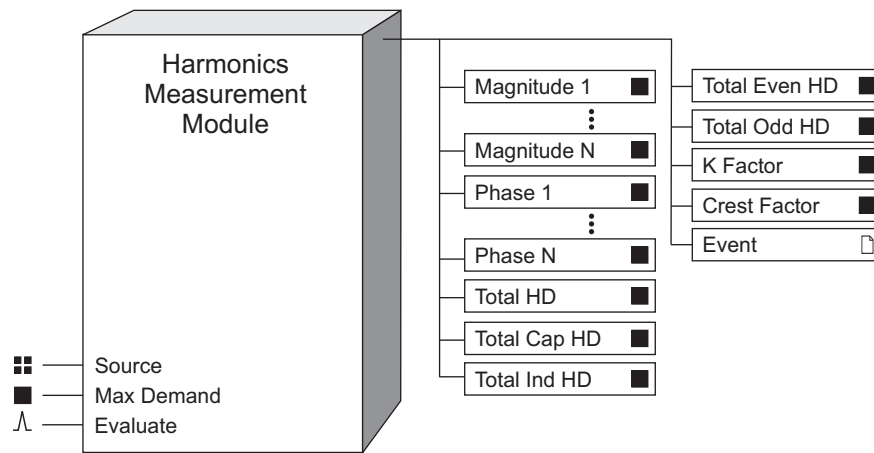 Harmonics
Measurement
Module
Source
Max Demand
Evaluate
Magnitude 1
Magnitude N
Phase 1
Phase N
Total HD
Total Cap HD
Total Ind HD
Total Even HD
Total Odd HD
K Factor
Crest Factor
Event